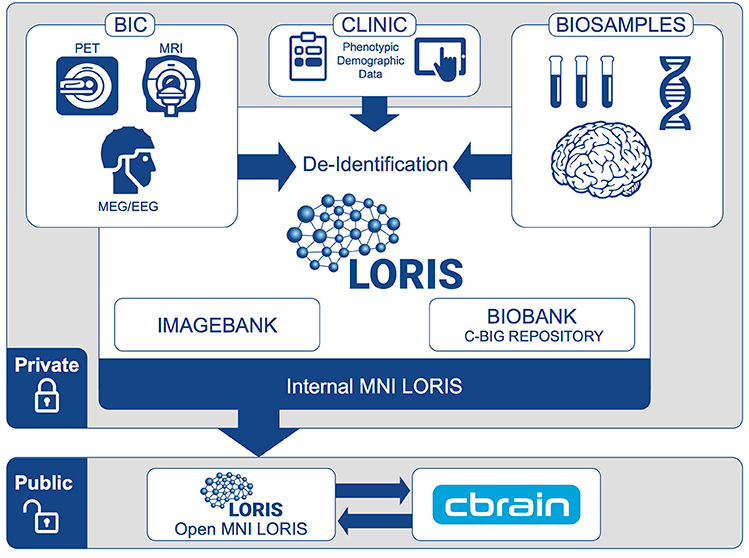 BIC
PET
MRI
MEG/EEG
CLINIC
Phenotypic
Demographic
Data
BIOSAMPLES
De-Identification
LORIS
IMAGEBANK
BIOBANK
C-BIG REPOSITORY
Private
Internal MNI LORIS
Public
LORIS
Open MNI LORIS
cbrain